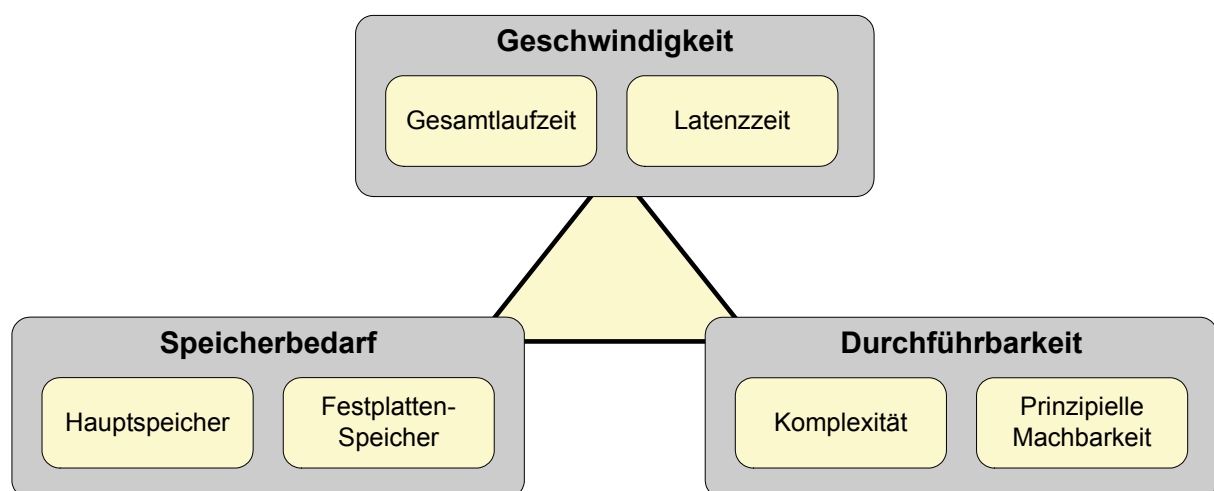 Geschwindigkeit
Gesamtlaufzeit
Latenzzeit
Speicherbedarf
Hauptspeicher
Festplatten-
Speicher
Durchführbarkeit
Komplexität
Prinzipielle
Machbarkeit